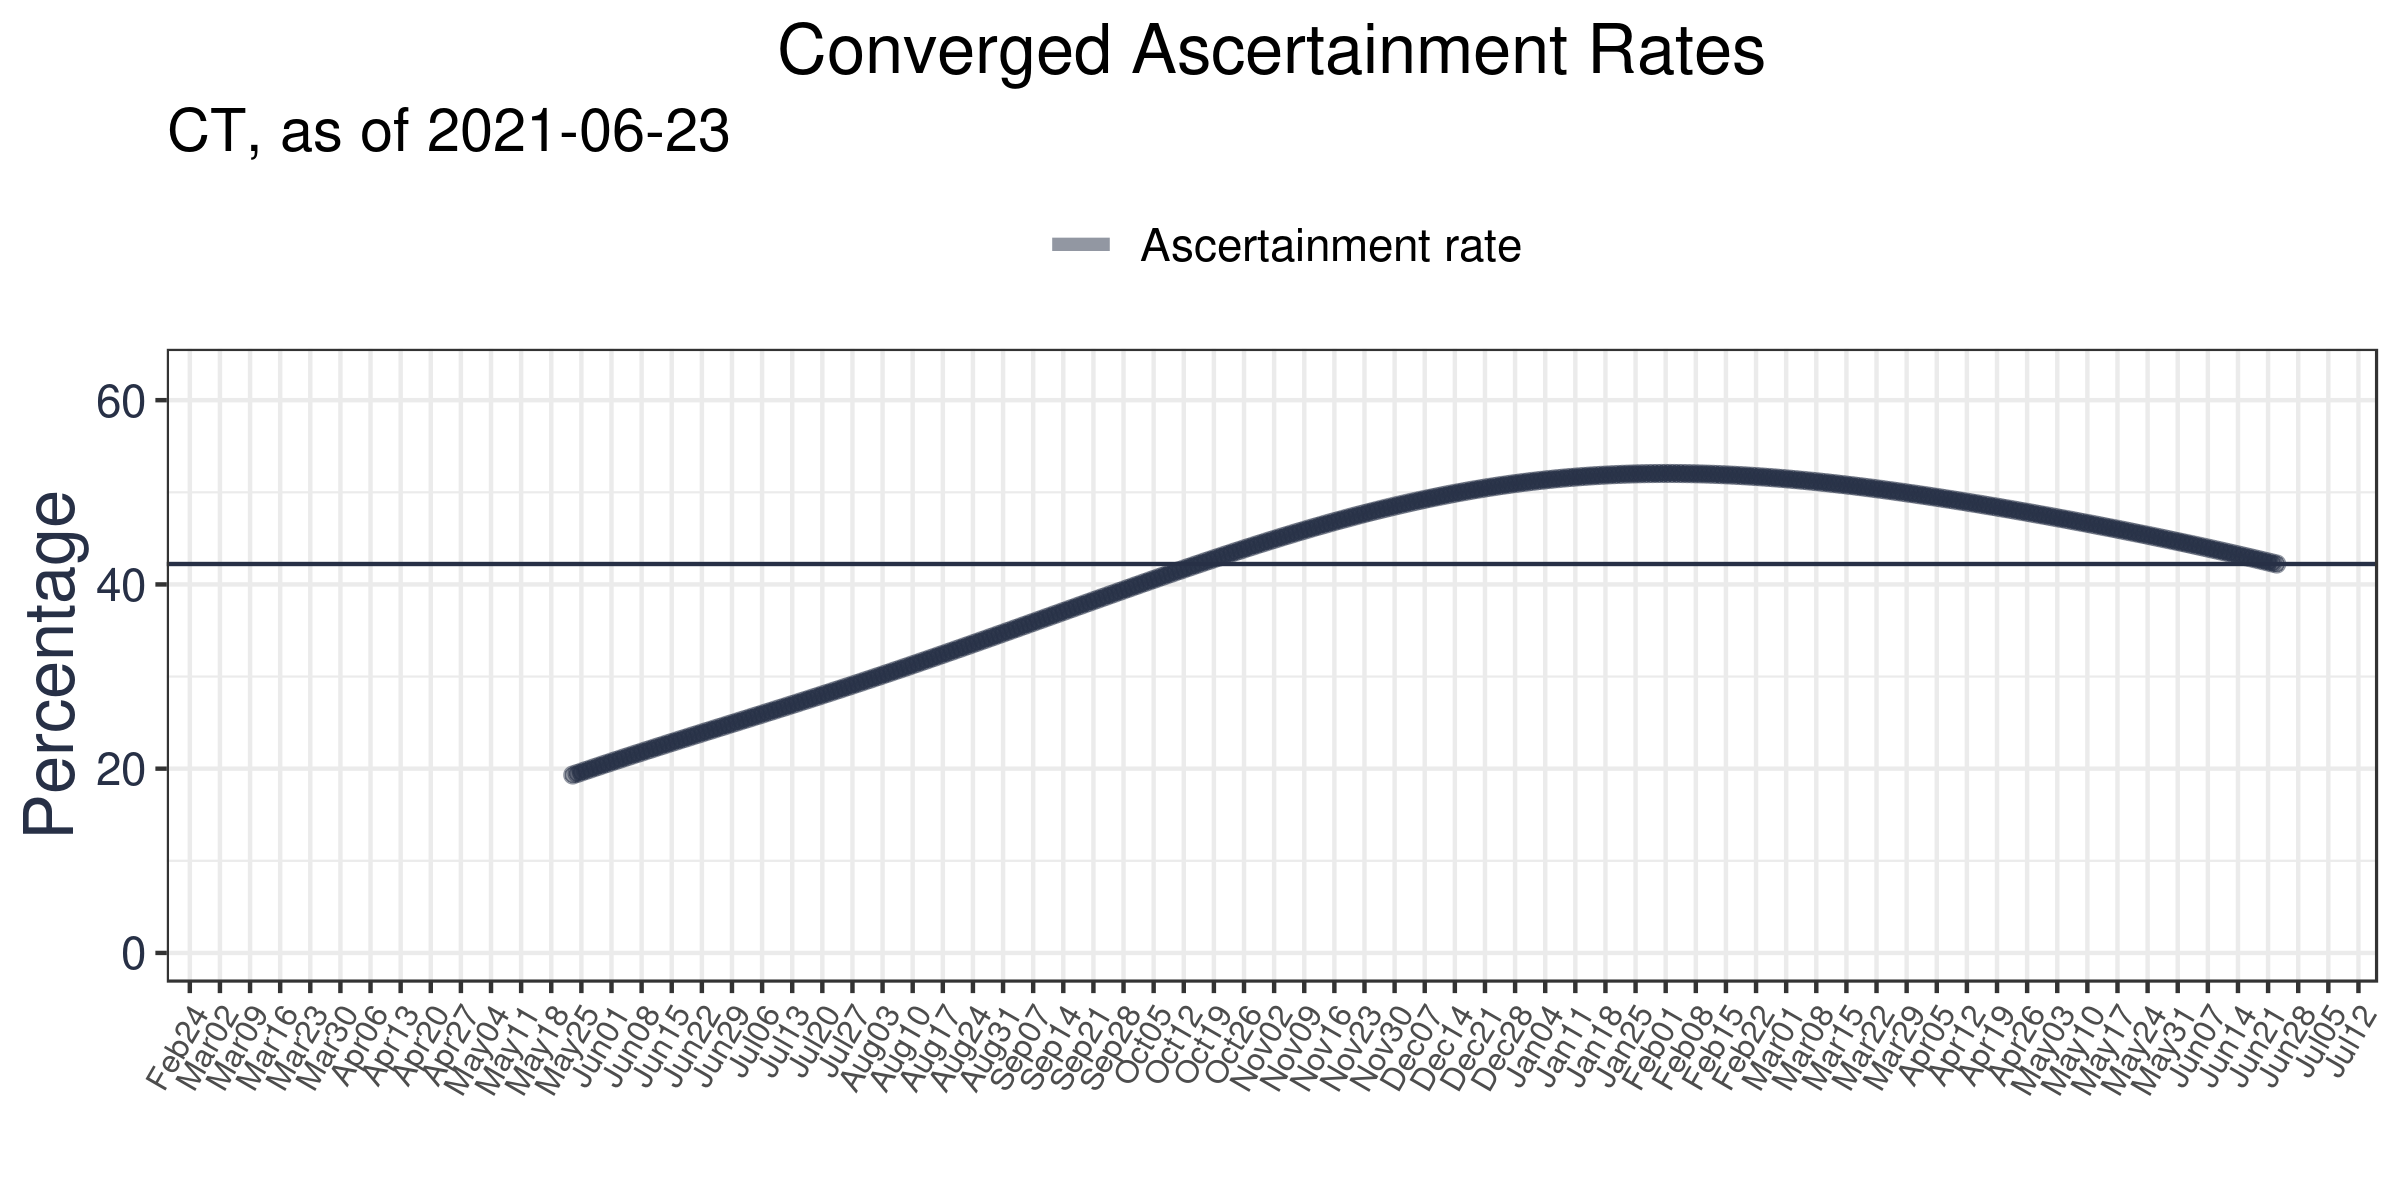 Converged Ascertainment Rates
CT, as of 2021-06-23
Ascertainment rate
Percentage
60
40
20
0
Feb24
Mar02
Mar09
Mar16
Mar23
Mar30
Apr06
Apr13
Apr20
Apr27
May04
May11
May18
May25
Jun01
Jun08
Jun15
Jun22
Jun29
Jul06
Jul13
Jul20
Jul27
Aug03
Aug10
Aug17
Aug24
Aug31
Sep07
Sep14
Sep21
Sep28
Oct05
Oct12
Oct19
Oct26
Nov02
Nov09
Nov16
Nov23
Nov30
Dec07
Dec14
Dec21
Dec28
Jan04
Jan11
Jan18
Jan25
Feb01
Feb08
Feb15
Feb22
Mar01
Mar08
Mar15
Mar22
Mar29
Apr05
Apr12
Apr19
Apr26
May03
May10
May17
May24
May31
Jun07
Jun14
Jun21
Jun28
Jul05
Jul12